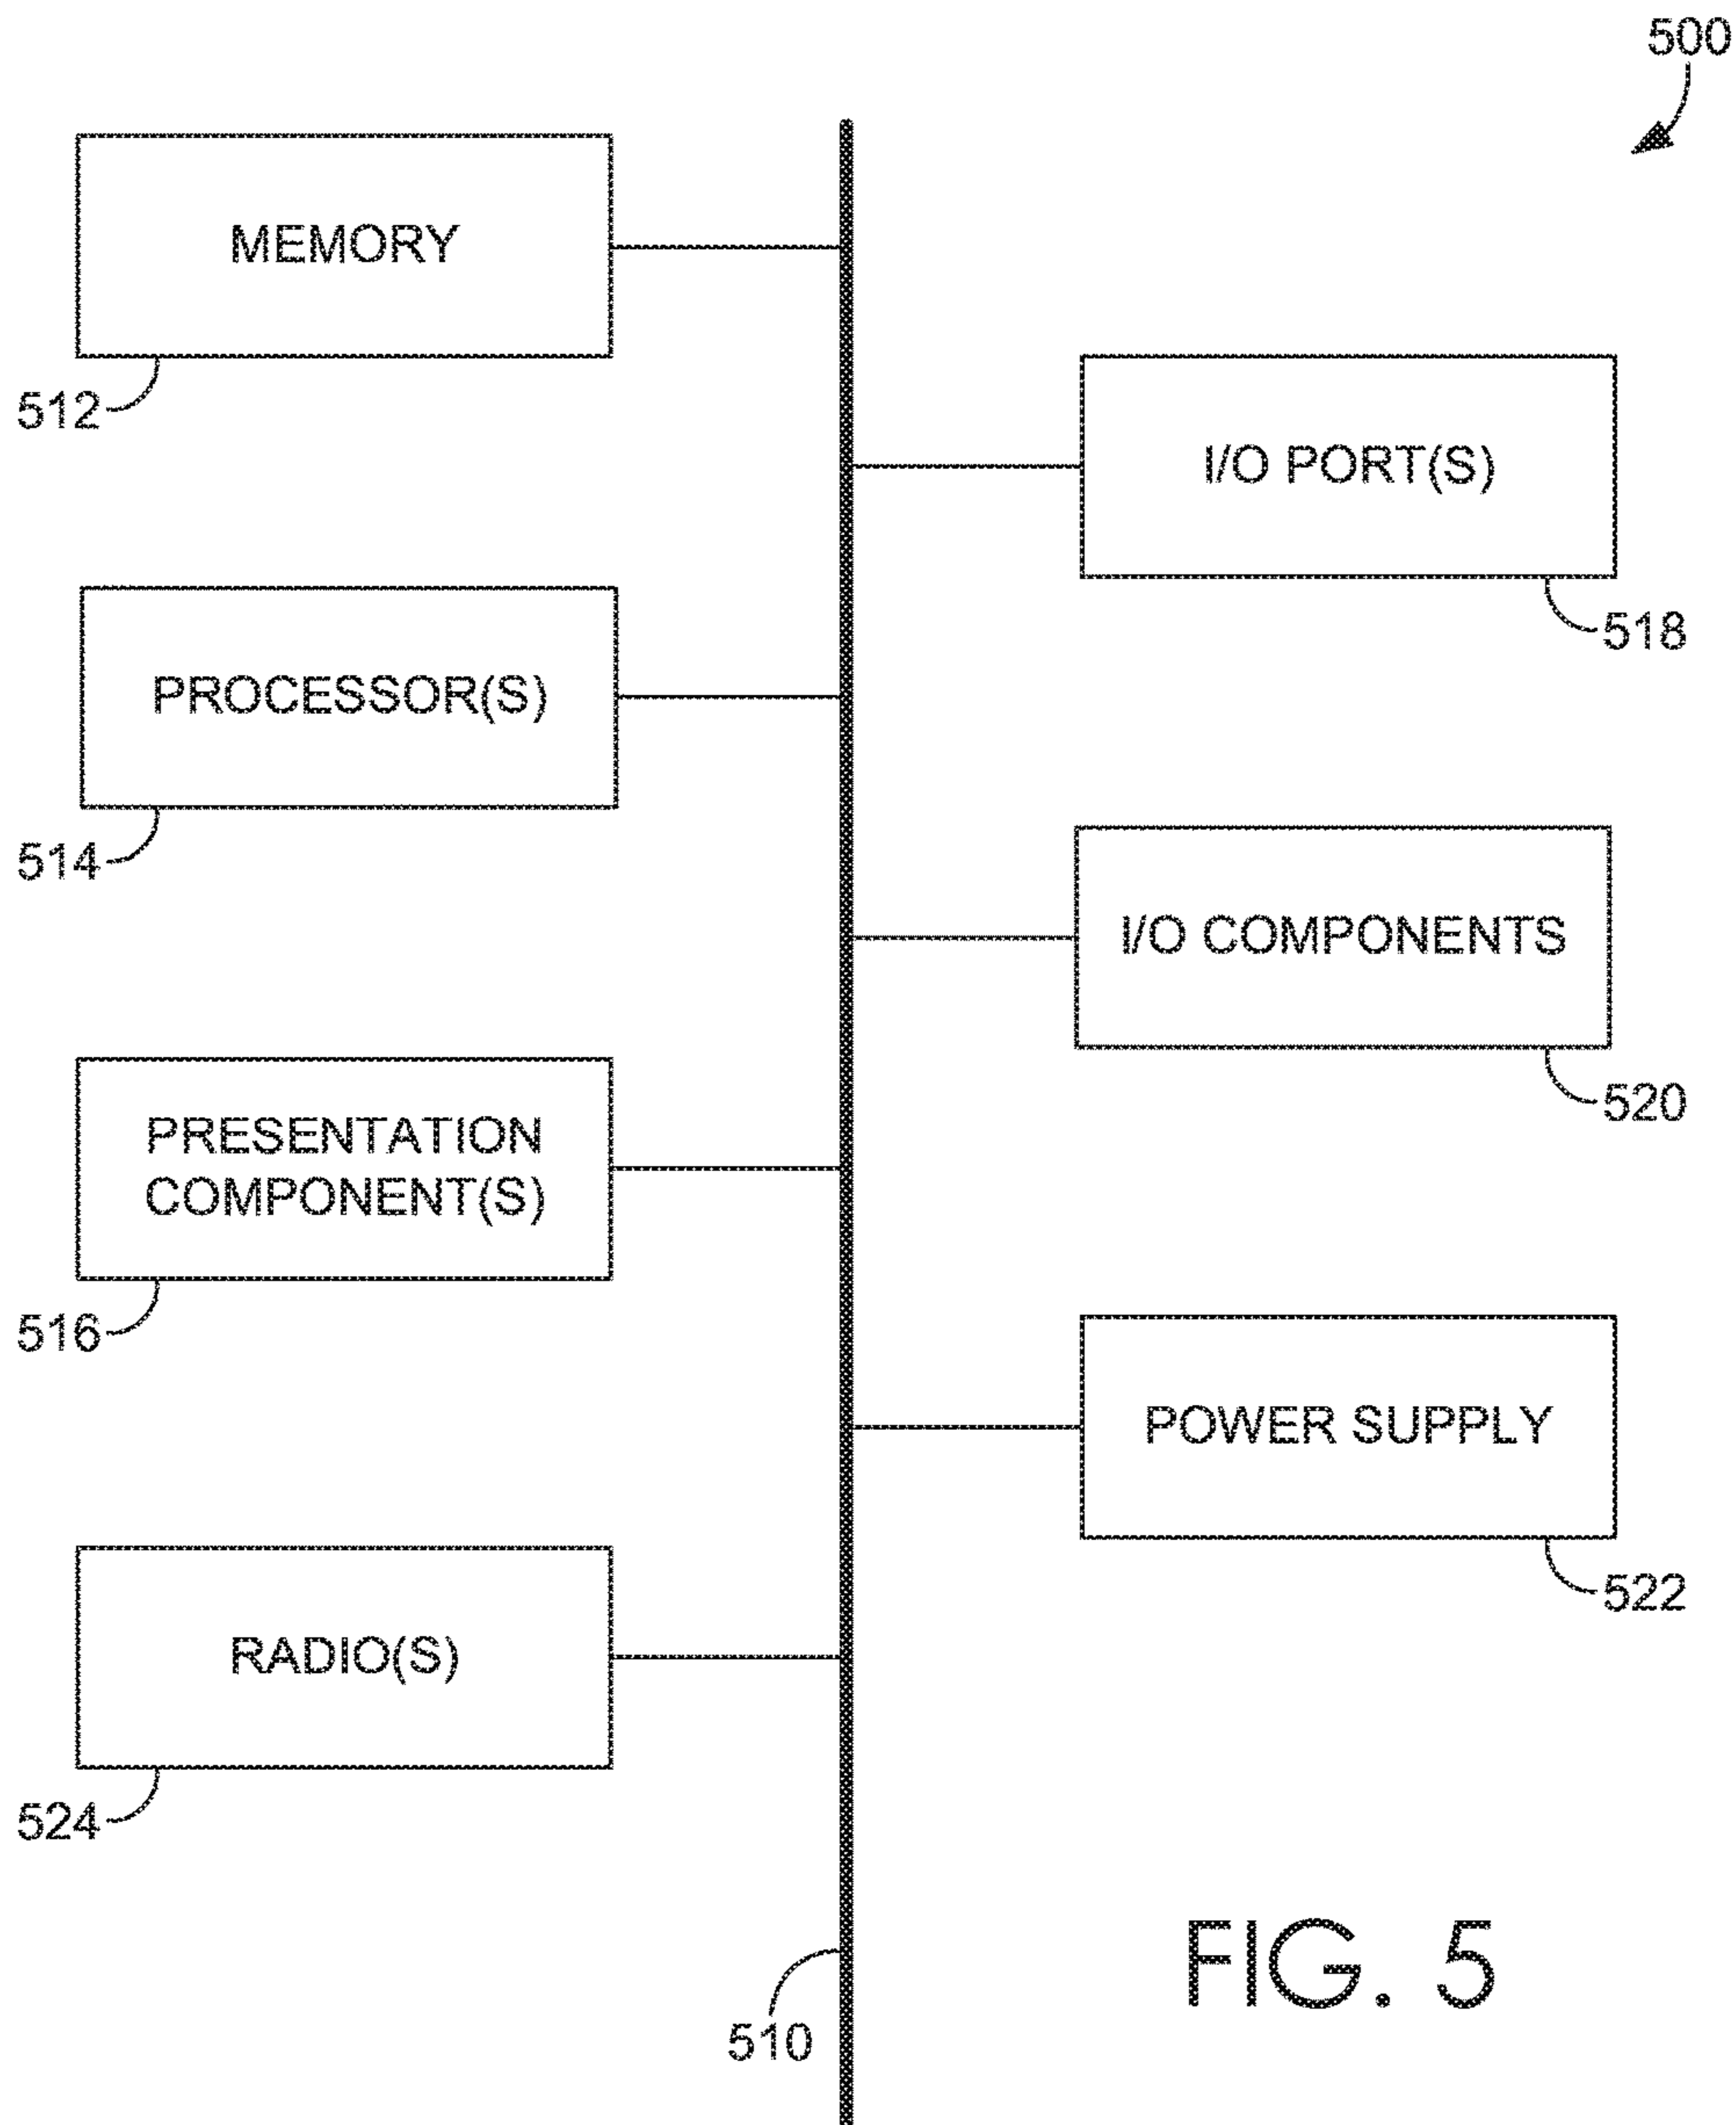 500
MEMORY
512
I/O PORT(S)
518
PROCESSOR(S)
514
I/O COMPONENTS
520
PRESENTATION
COMPONENT(S)
516
POWER SUPPLY
522
RADIO(S)
524
510
FIG. 5